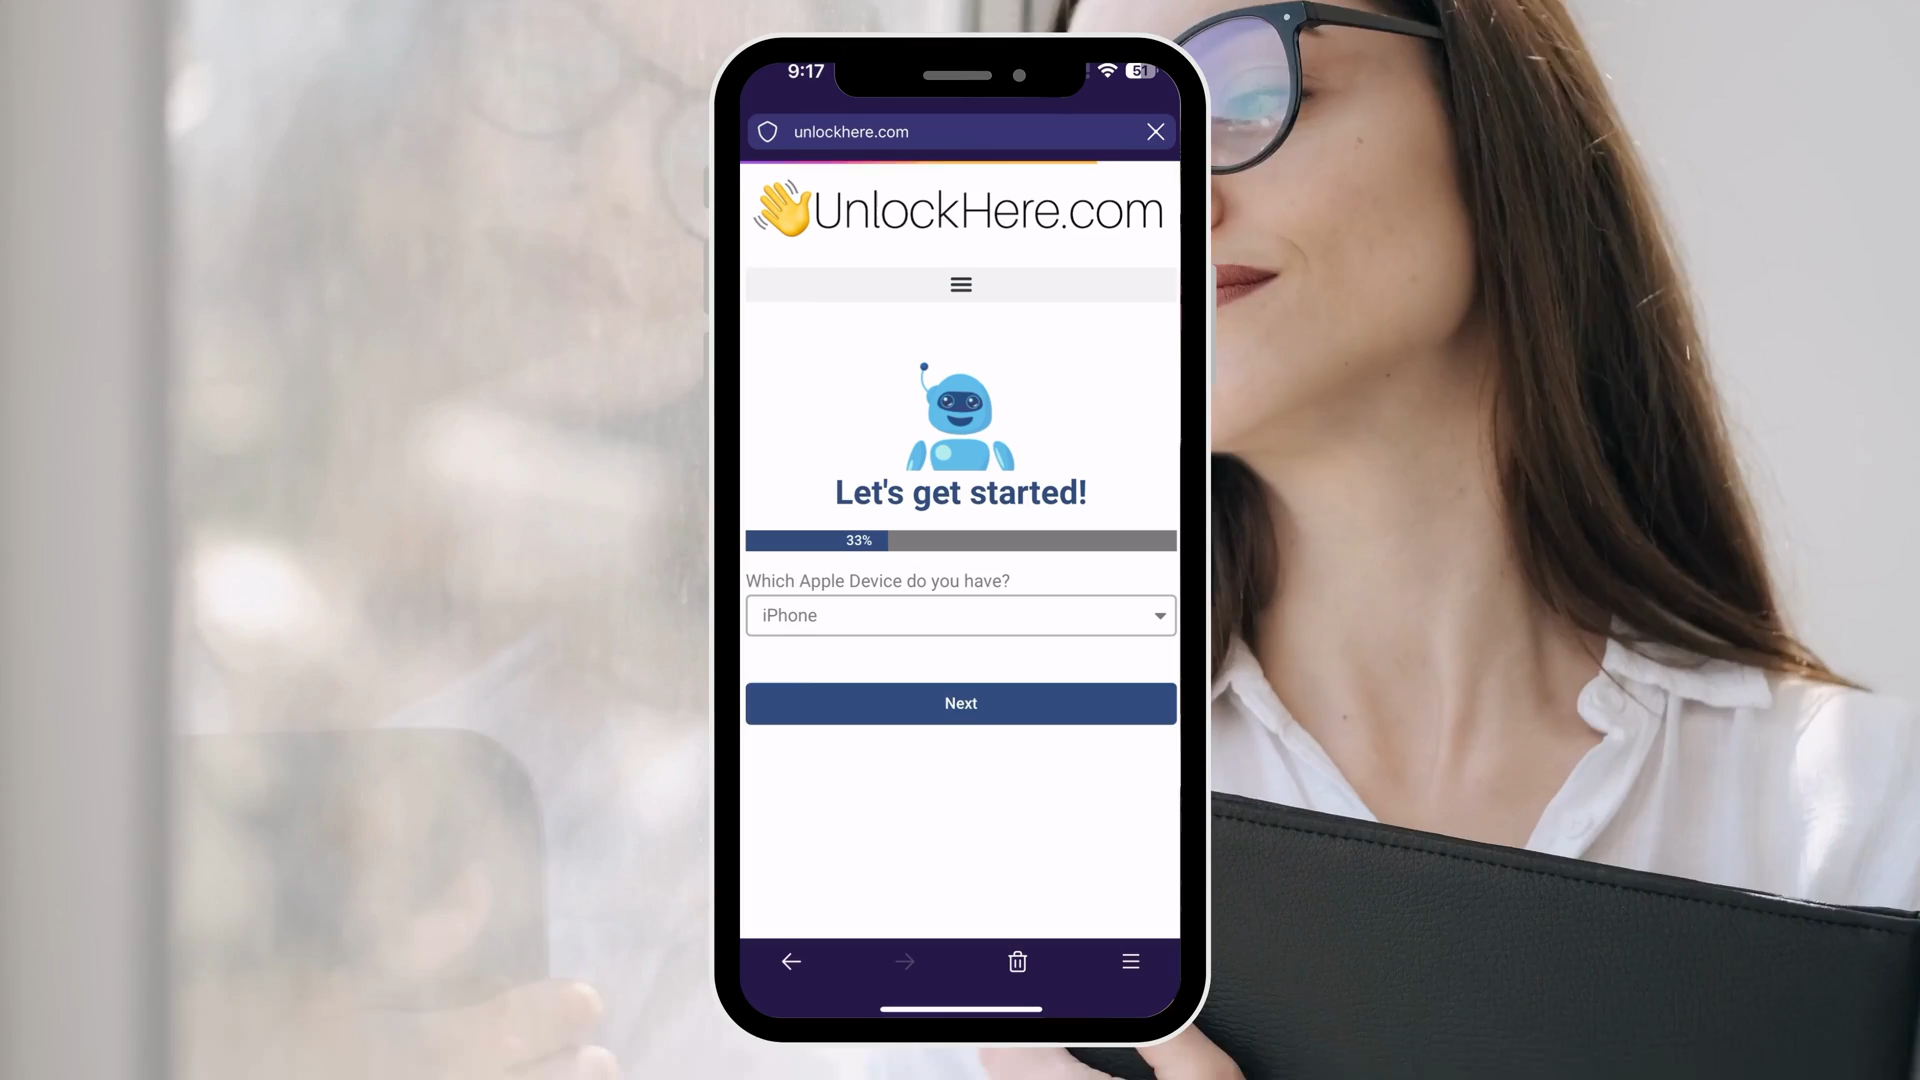 9:17
51
unlockhere.com
👋UnlockHere.com
Let's get started!
33%
Which Apple Device do you have?
iPhone
Next